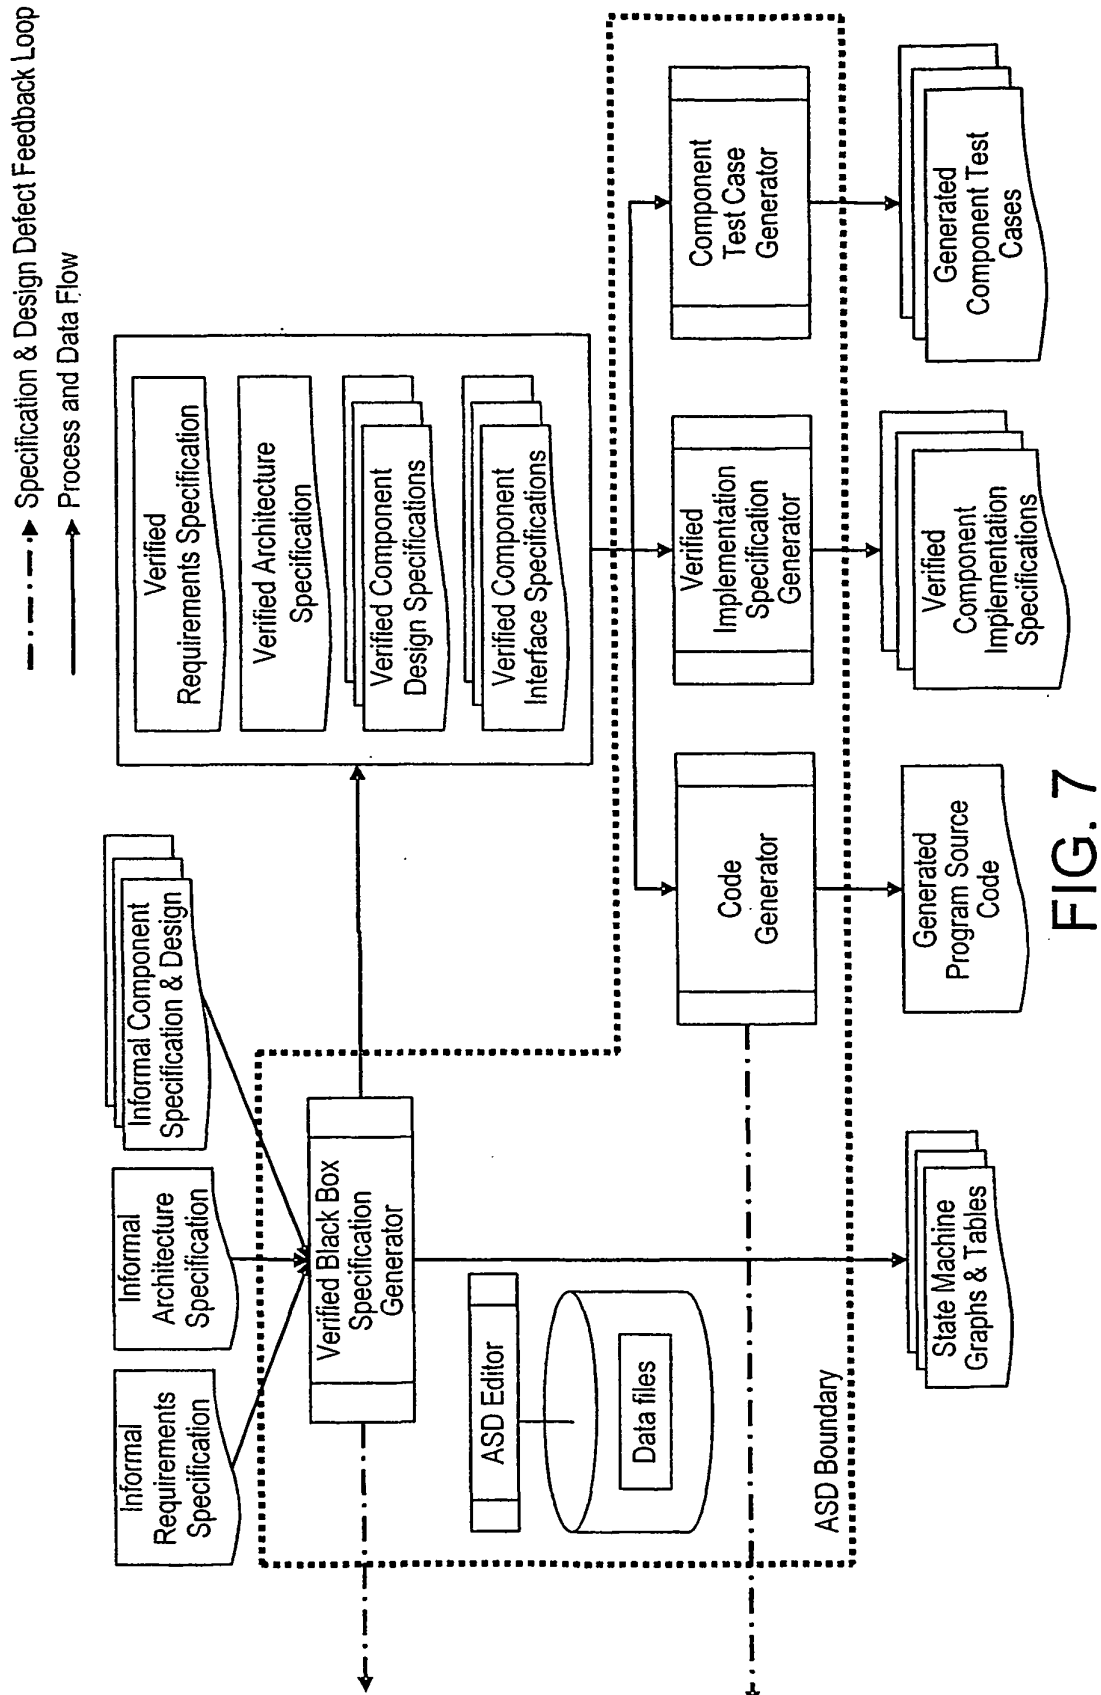 Specification & Design Defect Feedback Loop
Process and Data Flow
Informal
Requirements
Specification
Informal
Architecture
Specification
Informal Component
Specification & Design
Verified
Requirements Specification
Verified Architecture
Specification
Verified Component
Design Specifications
Verified Component
Interface Specifications
Verified Black Box
Specification
Generator
ASD Editor
Data files
ASD Boundary
Code
Generator
Verified
Implementation
Specification
Generator
Component
Test Case
Generator
State Machine
Graphs & Tables
Generated
Program Source
Code
Verified
Component
Implementation
Specifications
Generated
Component Test
Cases
FIG. 7